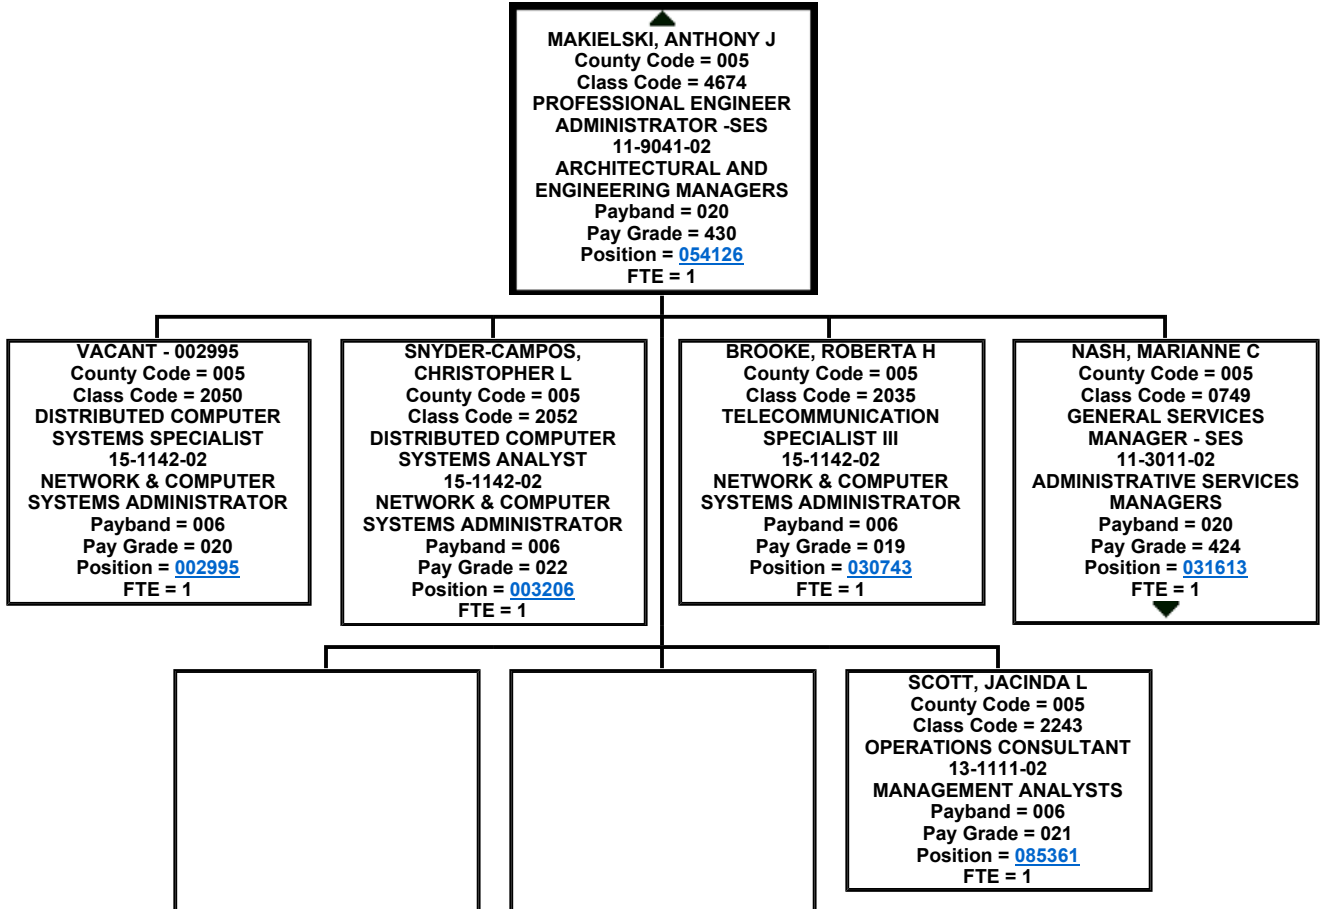 MAKIELSKI, ANTHONY J
County Code = 005
Class Code = 4674
PROFESSIONAL ENGINEER
ADMINISTRATOR -SES
11-9041-02
ARCHITECTURAL AND
ENGINEERING MANAGERS
Payband = 020
Pay Grade = 430
Position = 054126
FTE = 1
VACANT - 002995
County Code = 005
Class Code = 2050
DISTRIBUTED COMPUTER
SYSTEMS SPECIALIST
15-1142-02
NETWORK & COMPUTER
SYSTEMS ADMINISTRATOR
Payband = 006
Pay Grade = 020
Position = 002995
FTE = 1
SNYDER-CAMPOS,
CHRISTOPHER L
County Code = 005
Class Code = 2052
DISTRIBUTED COMPUTER
SYSTEMS ANALYST
15-1142-02
NETWORK & COMPUTER
SYSTEMS ADMINISTRATOR
Payband = 006
Pay Grade = 022
Position = 003206
FTE = 1
BROOKE, ROBERTA H
County Code = 005
Class Code = 2035
TELECOMMUNICATION
SPECIALIST III
15-1142-02
NETWORK & COMPUTER
SYSTEMS ADMINISTRATOR
Payband = 006
Pay Grade = 019
Position = 030743
FTE = 1
NASH, MARIANNE C
County Code = 005
Class Code = 0749
GENERAL SERVICES
MANAGER - SES
11-3011-02
ADMINISTRATIVE SERVICES
MANAGERS
Payband = 020
Pay Grade = 424
Position = 031613
FTE = 1
SCOTT, JACINDA L
County Code = 005
Class Code = 2243
OPERATIONS CONSULTANT
13-1111-02
MANAGEMENT ANALYSTS
Payband = 006
Pay Grade = 021
Position = 085361
FTE = 1